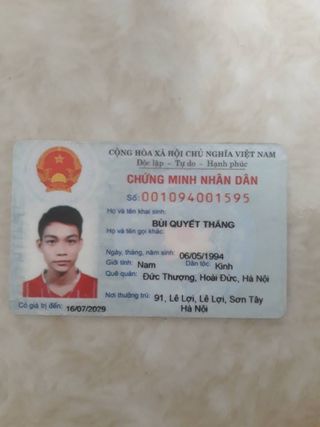 CỘNG HÒA XÃ HỘI CHỦ NGHĨA VIỆT NAM
Độc lập - Tự do - Hạnh phúc
CHỨNG MINH NHÂN DÂN
Số: 001094001595
Họ và tên khai sinh:
BÙI QUYẾT THẮNG
Họ và tên gọi khác:
Ngày, tháng, năm sinh: 06/05/1994
Giới tính: Nam Dân tộc: Kinh
Quê quán: Đức Thượng, Hoài Đức, Hà Nội
Nơi thường trú: 91, Lê Lợi, Lê Lợi, Sơn Tây
Hà Nội
Có giá trị đến: 16/07/2029